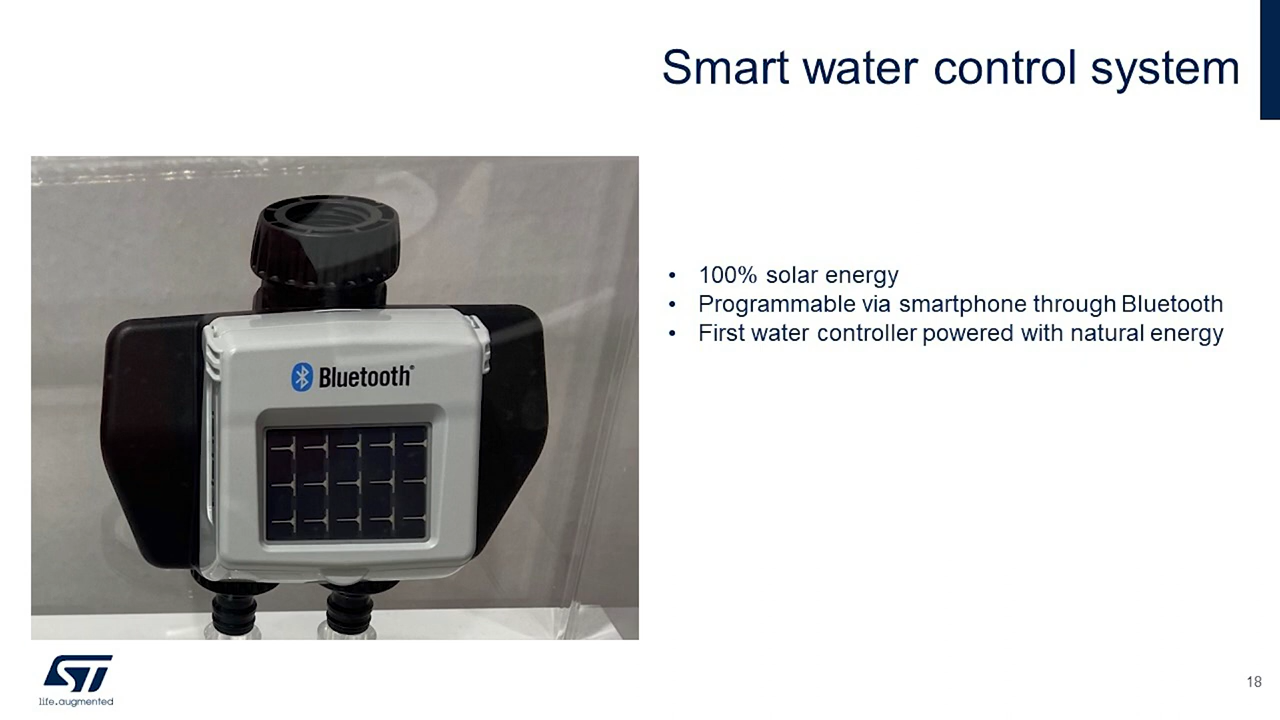 Smart water control system
Bluetooth®
• 100% solar energy
• Programmable via smartphone through Bluetooth
• First water controller powered with natural energy
ST
life.augmented
18